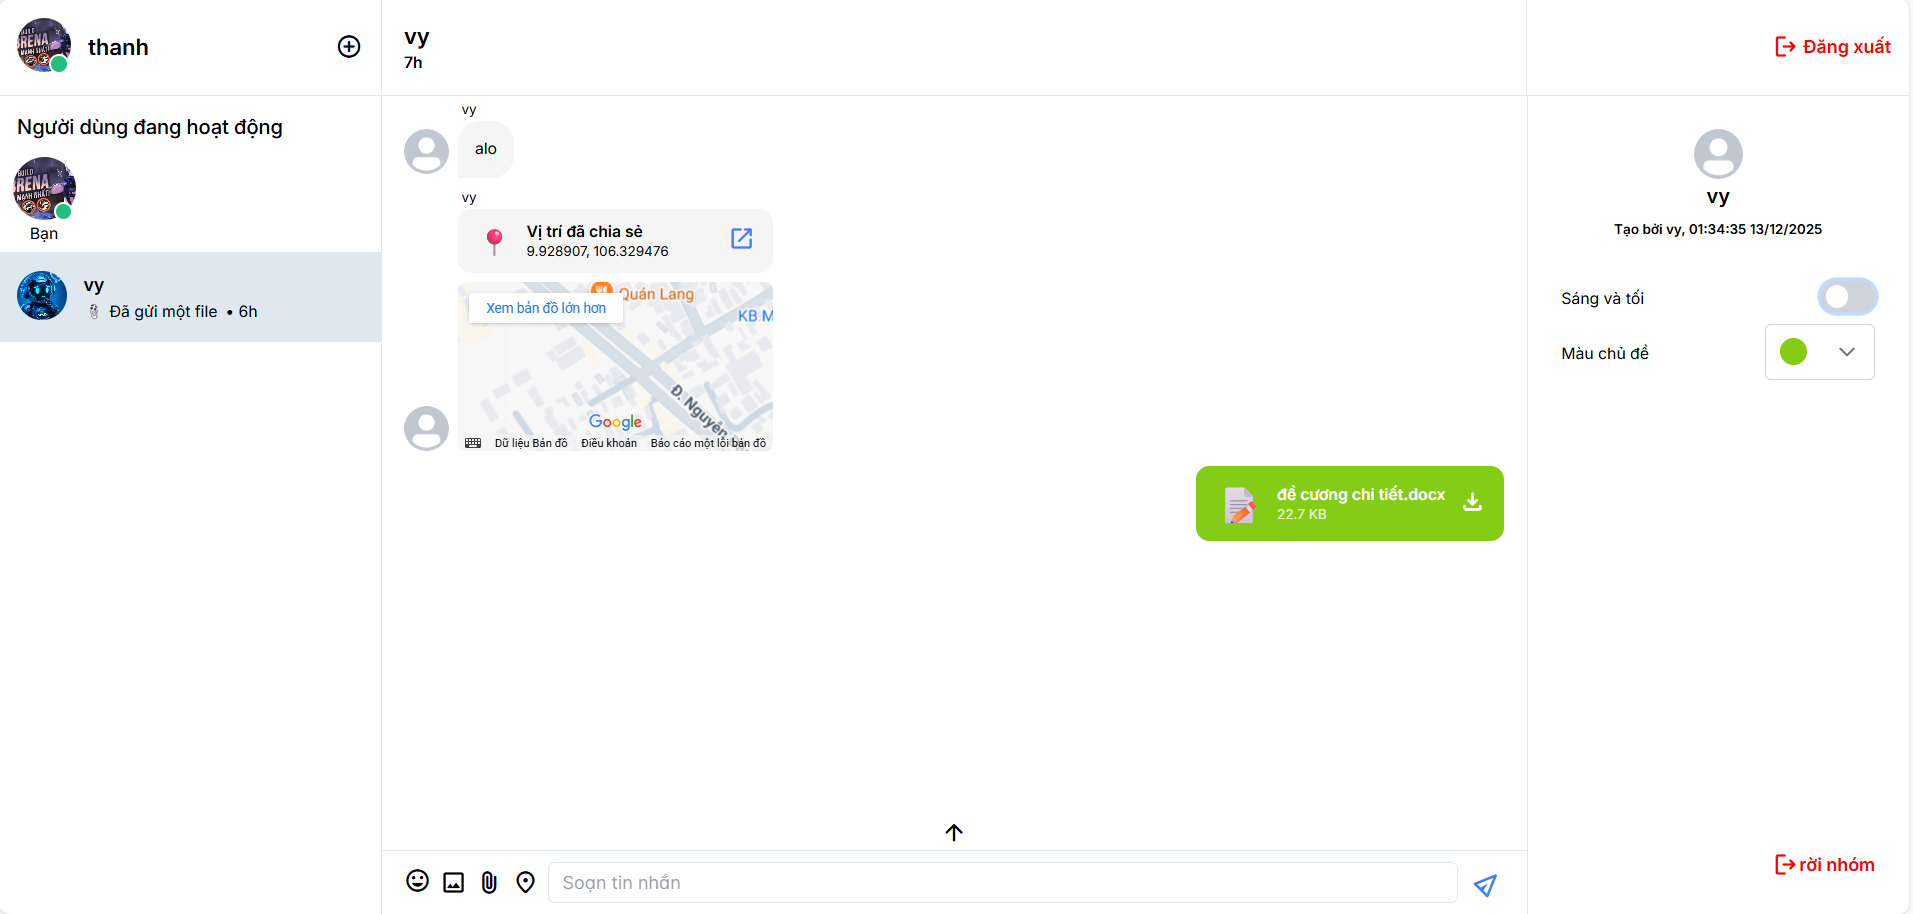 thanh
Người dùng đang hoạt động
Bạn
vy
Đã gửi một file • 6h
vy
7h
vy
alo
vy
Vị trí đã chia sẻ
9.928907, 106.329476
Quán Lang
Xem bản đồ lớn hơn
KB M
Đ. Nguyễn
Google
Dữ liệu Bản đồ Điều khoản Báo cáo một lỗi bản đồ
đề cương chi tiết.docx
22.7 KB
Soạn tin nhắn
Đăng xuất
vy
Tạo bởi vy, 01:34:35 13/12/2025
Sáng và tối
Màu chủ đề
rời nhóm